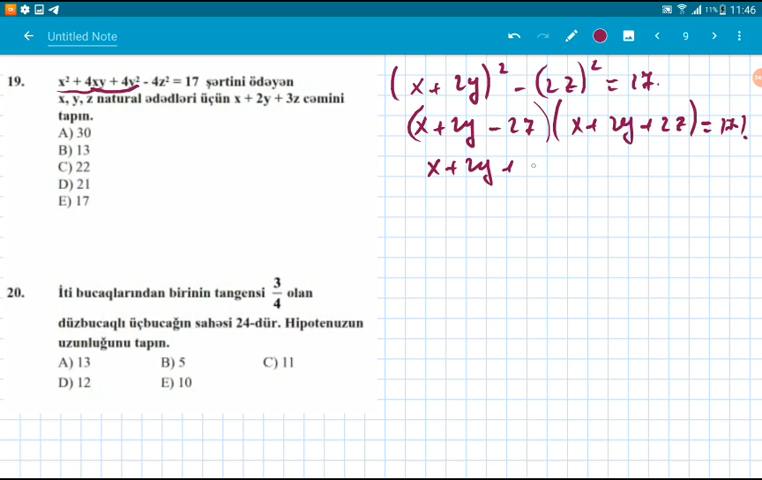 11% 11:46
Untitled Note
9
19. x² + 4xy + 4y² - 4z² = 17 şərtini ödəyən
x, y, z natural ədədləri üçün x + 2y + 3z cəmini
tapın.
A) 30
B) 13
C) 22
D) 21
E) 17
(x + 2y)² - (2z)² = 17.
(x + 2y - 2z)(x + 2y + 2z) = 17.1
x + 2y +
20. İti bucaqlarından birinin tangensi 3/4 olan
düzbucaqlı üçbucağın sahəsi 24-dür. Hipotenuzun
uzunluğunu tapın.
A) 13 B) 5 C) 11
D) 12 E) 10